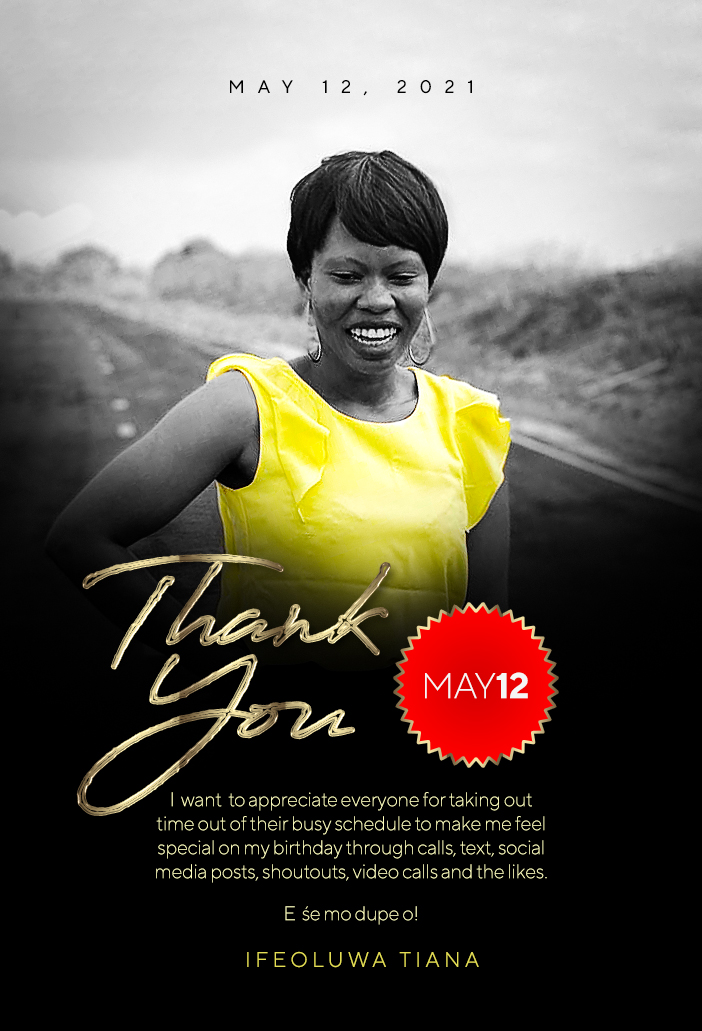 MAY 12, 2021
Thank
You
MAY12
I want to appreciate everyone for taking out
time out of their busy schedule to make me feel
special on my birthday through calls, text, social
media posts, shoutouts, video calls and the likes.
E śe mo dupe o!
IFEOLUWA TIANA